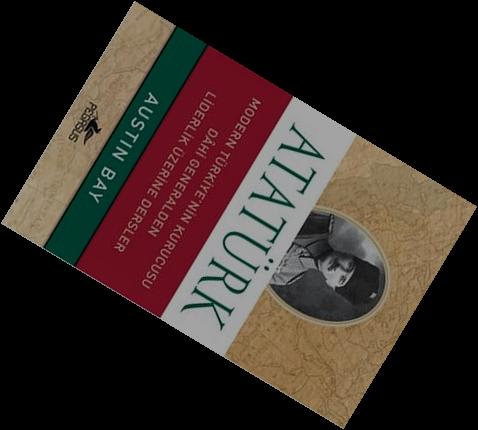 ATATÜRK
MODERN TÜRKİYE'NİN KURUCUSU
DÂHİ GENERALDEN
LİDERLİK ÜZERİNE DERSLER
AUSTIN BAY
PEGASUS